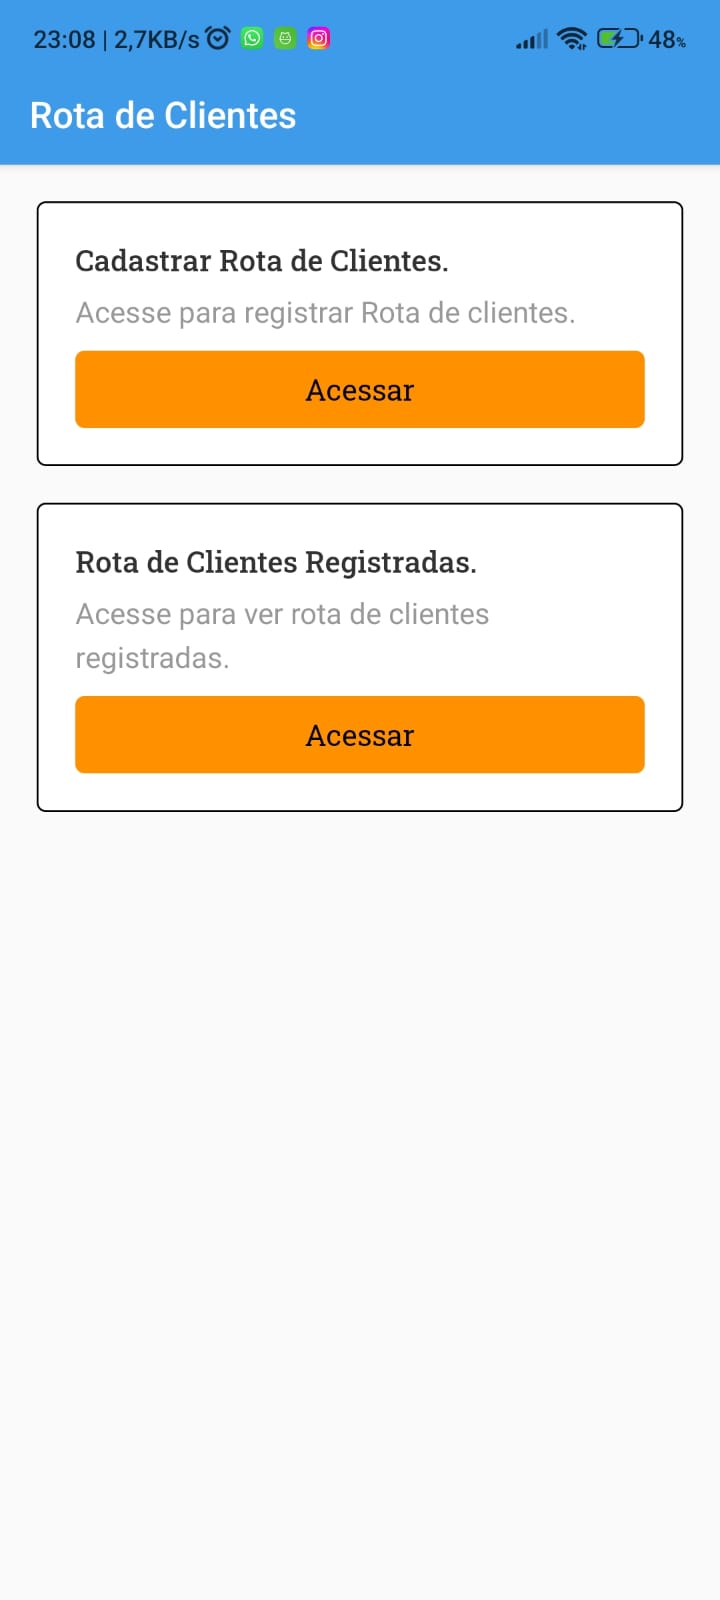 23:08 | 2,7KB/s 48%
Rota de Clientes
Cadastrar Rota de Clientes.
Acesse para registrar Rota de clientes.
Acessar
Rota de Clientes Registradas.
Acesse para ver rota de clientes
registradas.
Acessar